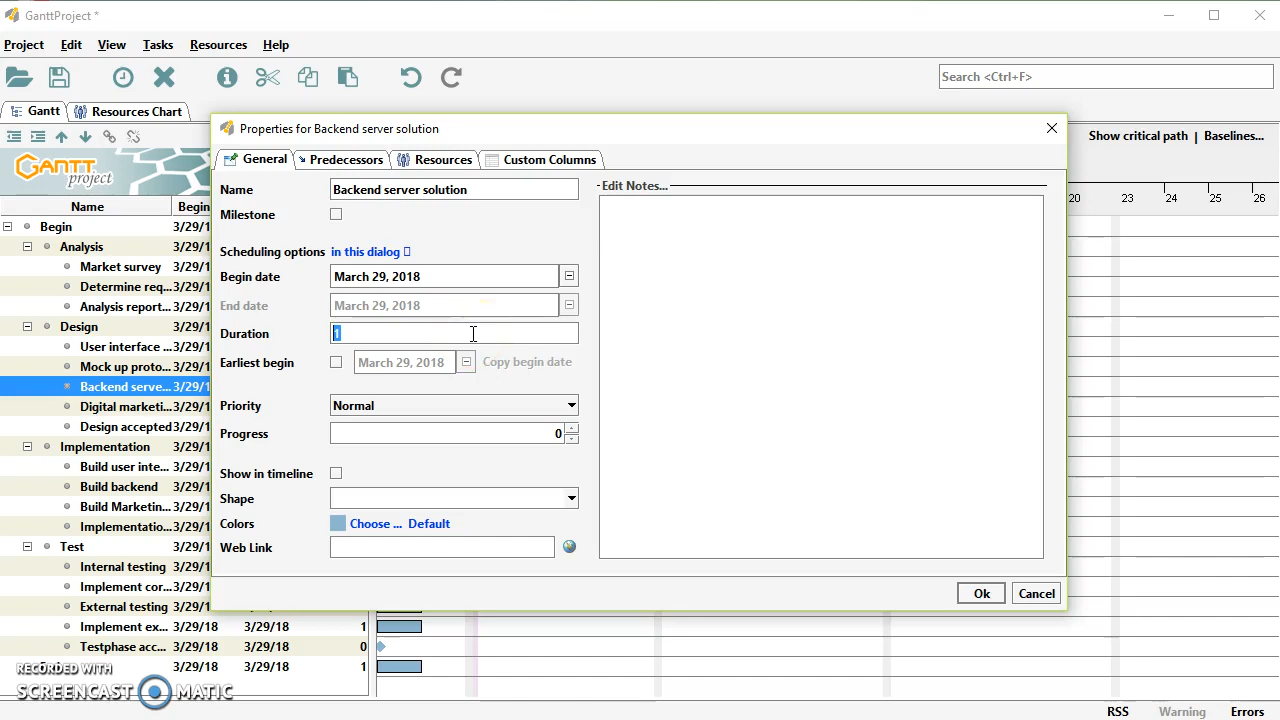 GanttProject *
Project Edit View Tasks Resources Help
Search <Ctrl+F>
Gantt Resources Chart
Show critical path | Baselines...
GANTT project
Name Begin
20 23 24 25 26
Begin 3/29/1
Analysis 3/29/1
Market survey 3/29/1
Determine req... 3/29/1
Analysis report... 3/29/1
Design 3/29/1
User interface ... 3/29/1
Mock up proto... 3/29/1
Backend serve... 3/29/1
Digital marketi... 3/29/1
Design accepted 3/29/1
Implementation 3/29/1
Build user inte... 3/29/1
Build backend 3/29/1
Build Marketin... 3/29/1
Implementatio... 3/29/1
Test 3/29/1
Internal testing 3/29/1
Implement cor... 3/29/1
External testing 3/29/1
Implement ex... 3/29/18 3/29/18 1
Testphase acc... 3/29/18 3/29/18 0
3/29/18 3/29/18 1
Properties for Backend server solution
General Predecessors Resources Custom Columns
Name Backend server solution
Milestone
Scheduling options in this dialog
Begin date March 29, 2018
End date March 29, 2018
Duration 1
Earliest begin March 29, 2018 Copy begin date
Priority Normal
Progress 0
Show in timeline
Shape
Colors Choose ... Default
Web Link
Edit Notes...
Ok Cancel
RECORDED WITH
SCREENCAST MATIC
RSS Warning Errors